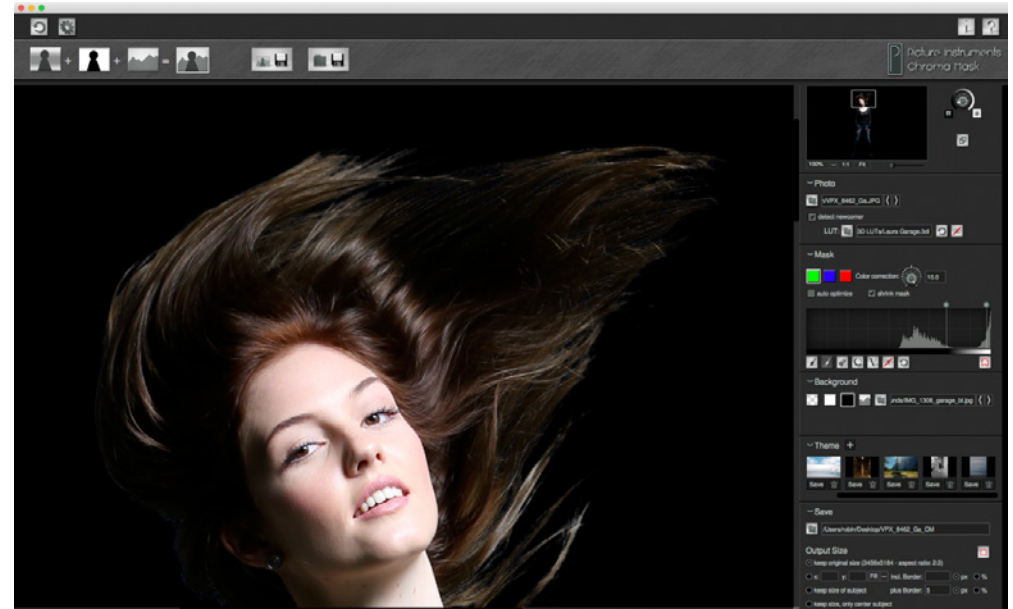 Picture Instruments
Chroma Mask
100% 1:1 Fit
Photo
VPX_8462_Ga.JPG
detect newcomer
LUT: 3D LUTs/Laura Garage.3dl
Mask
Color correction: 15.0
auto optimize shrink mask
Background
IMG_1306_garage_bl.jpg
Theme +
Save Save Save Save Save
Save
/Users/robin/Desktop/VPX_8462_Ga_CM
Output Size
keep original size (3456x5184 - aspect ratio: 2:3)
x: y: Fit incl. Border: px %
keep size of subject plus Border: 5 px %
keep size, only center subject